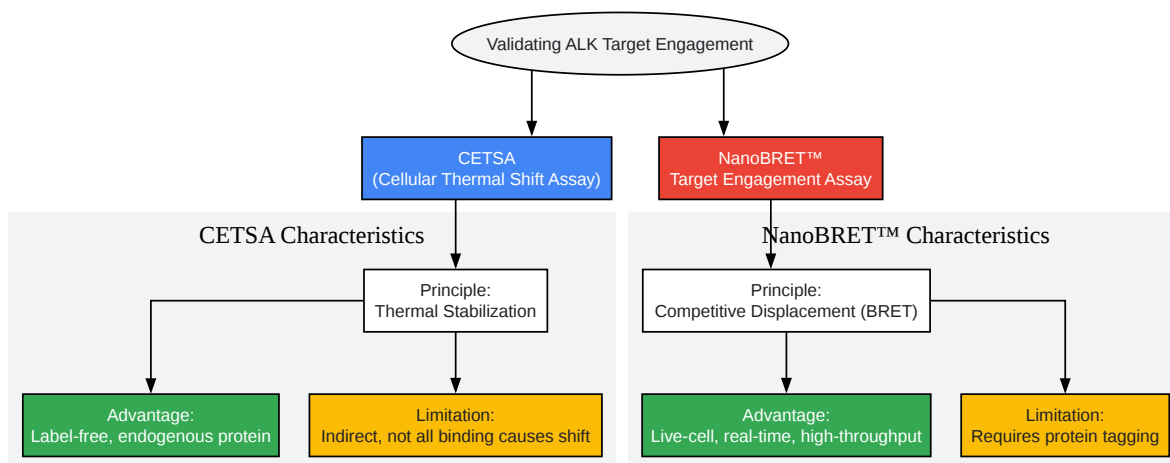 Validating ALK Target Engagement
CETSA
(Cellular Thermal Shift Assay)
NanoBRET™
Target Engagement Assay
CETSA Characteristics
NanoBRET™ Characteristics
Principle:
Thermal Stabilization
Principle:
Competitive Displacement (BRET)
Advantage:
Label-free, endogenous protein
Limitation:
Indirect, not all binding causes shift
Advantage:
Live-cell, real-time, high-throughput
Limitation:
Requires protein tagging